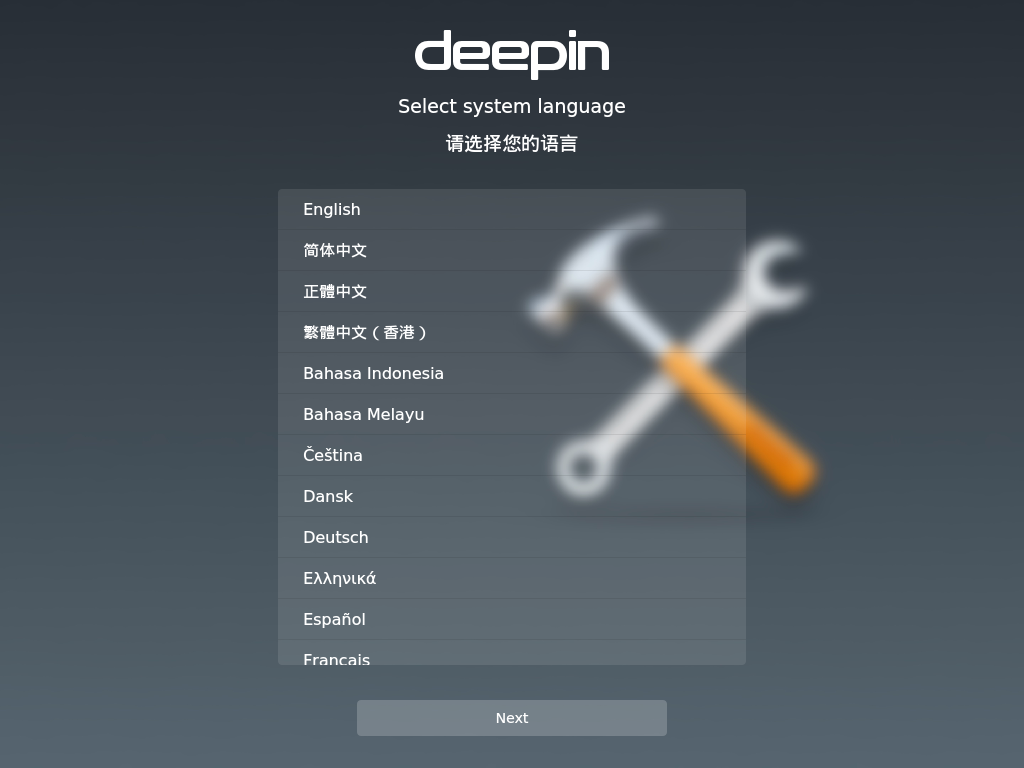 deepin
Select system language
请选择您的语言
English
简体中文
正體中文
繁體中文（香港）
Bahasa Indonesia
Bahasa Melayu
Čeština
Dansk
Deutsch
Ελληνικά
Español
Français
Next